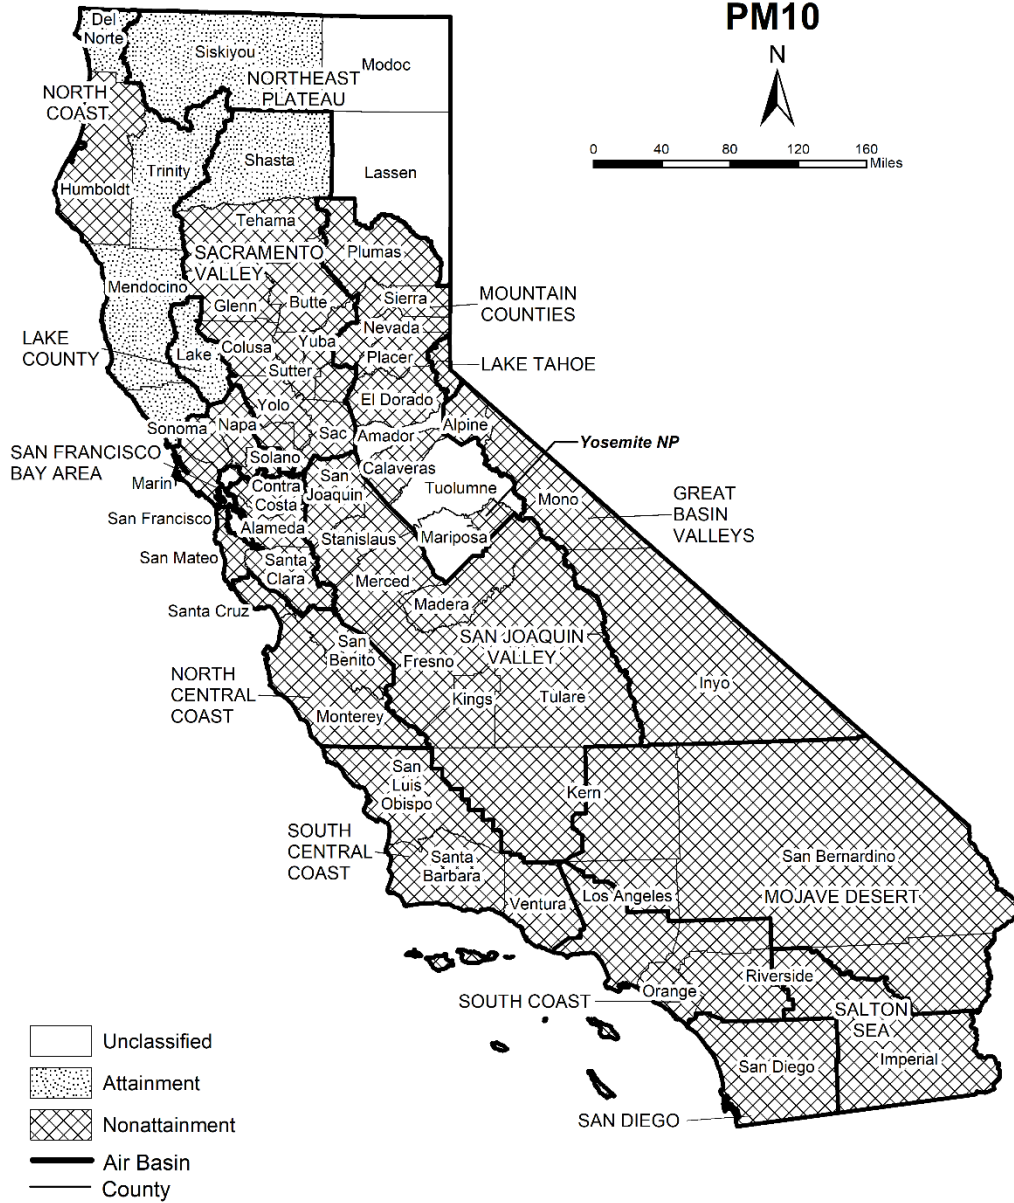 PM10
N
0 40 80 120 160
Miles
Del
Norte
Siskiyou
Modoc
NORTHEAST
PLATEAU
NORTH
COAST
Trinity
Shasta
Lassen
Humboldt
Tehama
Plumas
SACRAMENTO
VALLEY
Mendocino
Glenn
Butte
Sierra
MOUNTAIN
COUNTIES
Nevada
LAKE
COUNTY
Lake
Colusa
Yuba
Placer
LAKE TAHOE
Sutter
El Dorado
Yolo
Sonoma
Napa
Sac
Amador
Alpine
SAN FRANCISCO
BAY AREA
Solano
Yosemite NP
Marin
Contra
Costa
San
Joaquin
Calaveras
Tuolumne
Mono
GREAT
BASIN
VALLEYS
San Francisco
Alameda
Stanislaus
Mariposa
San Mateo
Santa
Clara
Merced
Santa Cruz
Madera
San
Benito
SAN JOAQUIN
VALLEY
Fresno
NORTH
CENTRAL
COAST
Inyo
Kings
Tulare
Monterey
San
Luis
Obispo
Kern
SOUTH
CENTRAL
COAST
Santa
Barbara
San Bernardino
Ventura
Los Angeles
MOJAVE DESERT
Riverside
SOUTH COAST
Orange
SALTON
SEA
San Diego
Imperial
SAN DIEGO
Unclassified
Attainment
Nonattainment
Air Basin
County